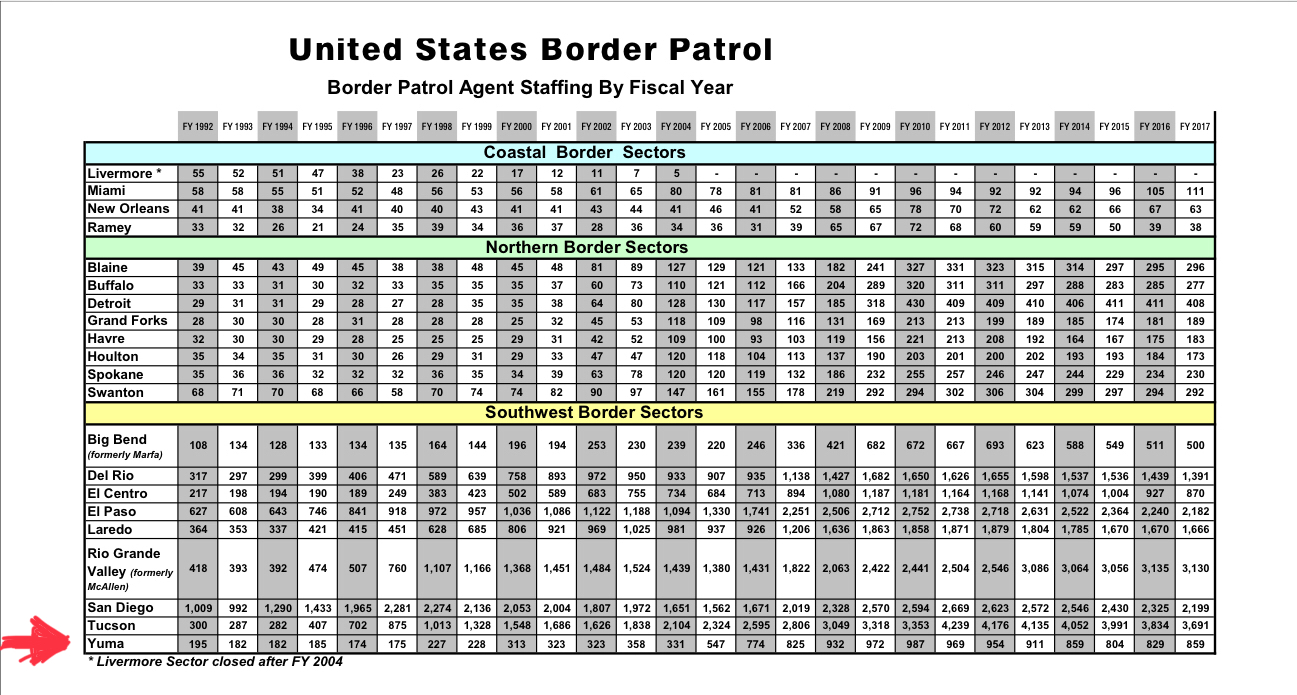 United States Border Patrol
Border Patrol Agent Staffing By Fiscal Year
FY 1992 FY 1993 FY 1994 FY 1995 FY 1996 FY 1997 FY 1998 FY 1999 FY 2000 FY 2001 FY 2002 FY 2003 FY 2004 FY 2005 FY 2006 FY 2007 FY 2008 FY 2009 FY 2010 FY 2011 FY 2012 FY 2013 FY 2014 FY 2015 FY 2016 FY 2017
Coastal Border Sectors
Livermore * 55 52 51 47 38 23 26 22 17 12 11 7 5 - - - - - - - - - - - - -
Miami 58 58 55 51 52 48 56 53 56 58 61 65 80 78 81 81 86 91 96 94 92 92 94 96 105 111
New Orleans 41 41 38 34 41 40 40 43 41 41 43 44 41 46 41 52 58 65 78 70 72 62 62 66 67 63
Ramey 33 32 26 21 24 35 39 34 36 37 28 36 34 36 31 39 65 67 72 68 60 59 59 50 39 38
Northern Border Sectors
Blaine 39 45 43 49 45 38 38 48 45 48 81 89 127 129 121 133 182 241 327 331 323 315 314 297 295 296
Buffalo 33 33 31 30 32 33 35 35 35 37 60 73 110 121 112 166 204 289 320 311 311 297 288 283 285 277
Detroit 29 31 31 29 28 27 28 35 35 38 64 80 128 130 117 157 185 318 430 409 409 410 406 411 411 408
Grand Forks 28 30 30 28 31 28 28 28 25 32 45 53 118 109 98 116 131 169 213 213 199 189 185 174 181 189
Havre 32 30 30 29 28 25 25 25 29 31 42 52 109 100 93 103 119 156 221 213 208 192 164 167 175 183
Houlton 35 34 35 31 30 26 29 31 29 33 47 47 120 118 104 113 137 190 203 201 200 202 193 193 184 173
Spokane 35 36 36 32 32 32 36 35 34 39 63 78 120 120 119 132 186 232 255 257 246 247 244 229 234 230
Swanton 68 71 70 68 66 58 70 74 74 82 90 97 147 161 155 178 219 292 294 302 306 304 299 297 294 292
Southwest Border Sectors
Big Bend
(formerly Marfa) 108 134 128 133 134 135 164 144 196 194 253 230 239 220 246 336 421 682 672 667 693 623 588 549 511 500
Del Rio 317 297 299 399 406 471 589 639 758 893 972 950 933 907 935 1,138 1,427 1,682 1,650 1,626 1,655 1,598 1,537 1,536 1,439 1,391
El Centro 217 198 194 190 189 249 383 423 502 589 683 755 734 684 713 894 1,080 1,187 1,181 1,164 1,168 1,141 1,074 1,004 927 870
El Paso 627 608 643 746 841 918 972 957 1,036 1,086 1,122 1,188 1,094 1,330 1,741 2,251 2,506 2,712 2,752 2,738 2,718 2,631 2,522 2,364 2,240 2,182
Laredo 364 353 337 421 415 451 628 685 806 921 969 1,025 981 937 926 1,206 1,636 1,863 1,858 1,871 1,879 1,804 1,785 1,670 1,670 1,666
Rio Grande
Valley (formerly
McAllen) 418 393 392 474 507 760 1,107 1,166 1,368 1,451 1,484 1,524 1,439 1,380 1,431 1,822 2,063 2,422 2,441 2,504 2,546 3,086 3,064 3,056 3,135 3,130
San Diego 1,009 992 1,290 1,433 1,965 2,281 2,274 2,136 2,053 2,004 1,807 1,972 1,651 1,562 1,671 2,019 2,328 2,570 2,594 2,669 2,623 2,572 2,546 2,430 2,325 2,199
Tucson 300 287 282 407 702 875 1,013 1,328 1,548 1,686 1,626 1,838 2,104 2,324 2,595 2,806 3,049 3,318 3,353 4,239 4,176 4,135 4,052 3,991 3,834 3,691
Yuma 195 182 182 185 174 175 227 228 313 323 323 358 331 547 774 825 932 972 987 969 954 911 859 804 829 859
* Livermore Sector closed after FY 2004